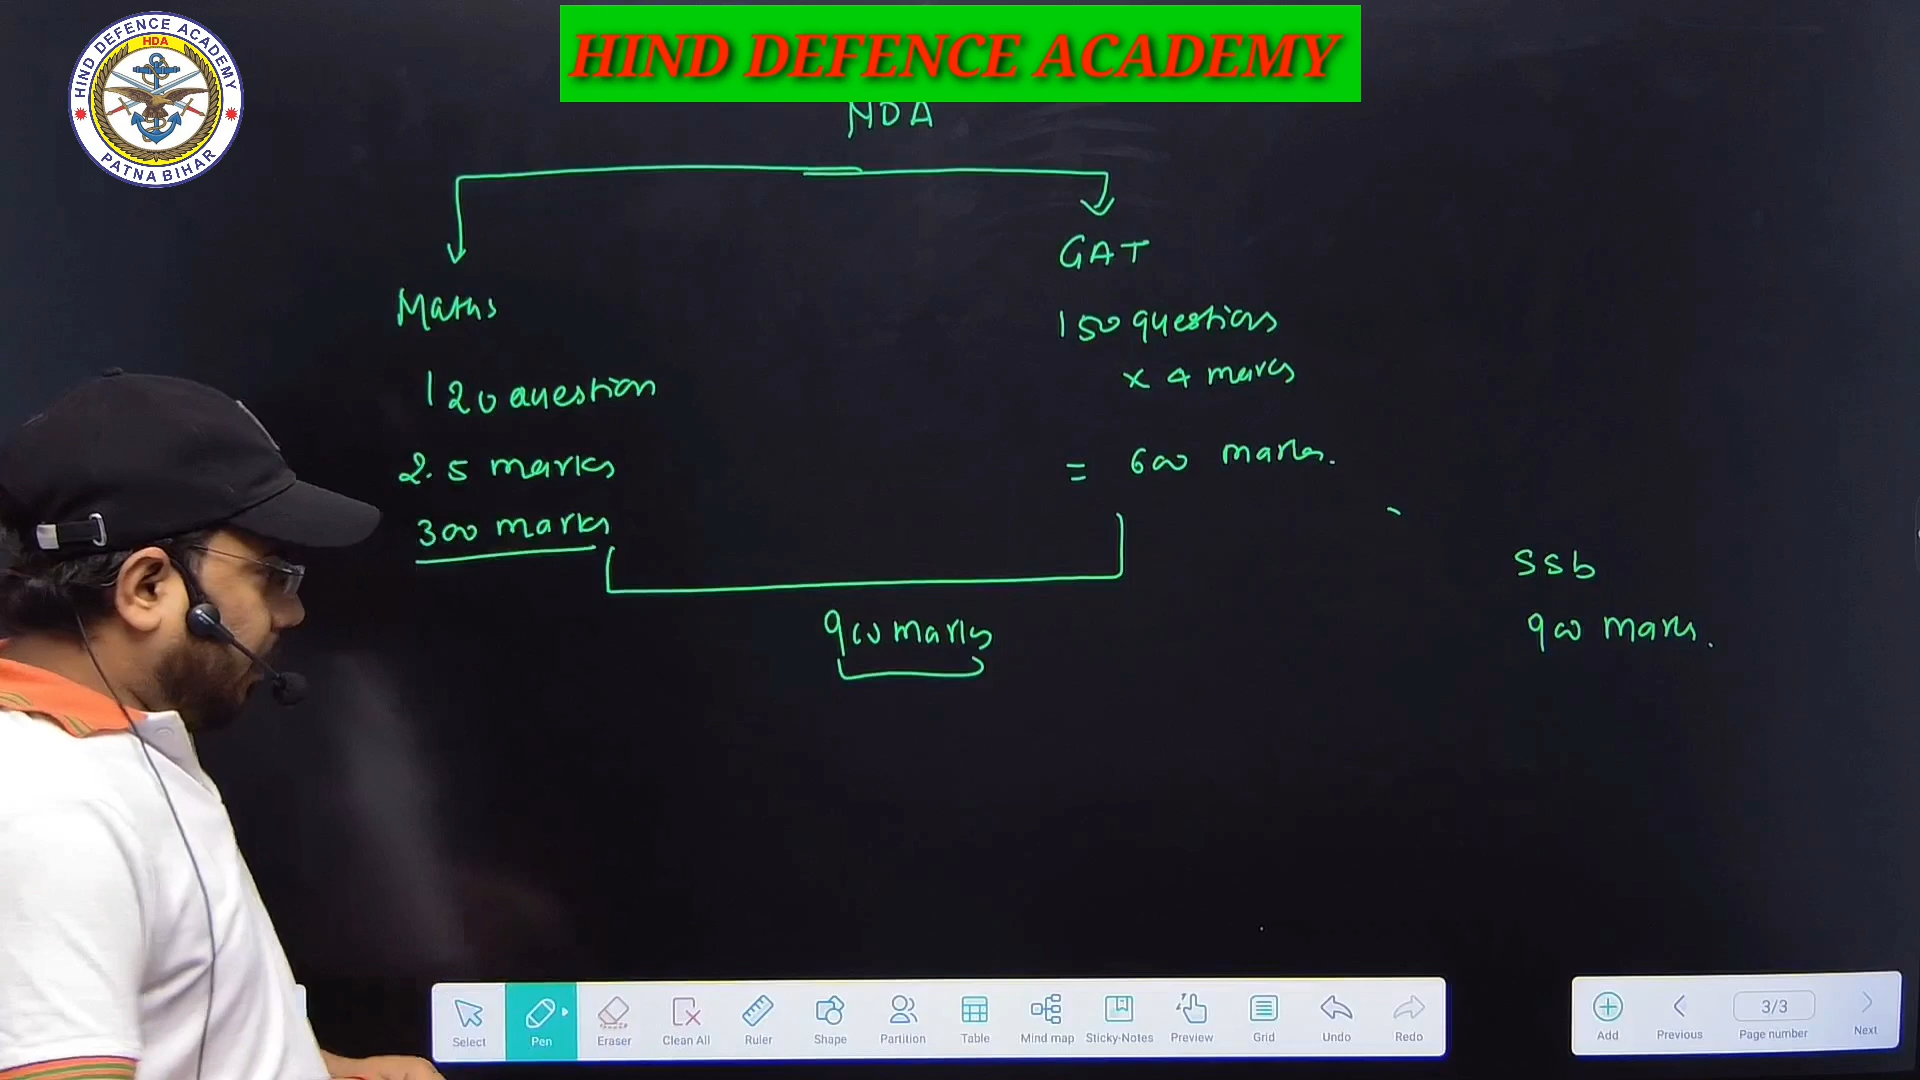 HIND DEFENCE ACADEMY
HDA
PATNA BIHAR
HIND DEFENCE ACADEMY
NDA
Maths
120 question
2.5 marks
300 marks
GAT
150 questions
x 4 marks
= 600 marks.
900 marks
SSb
900 marks.
Select
Pen
Eraser
Clean All
Ruler
Shape
Partition
Table
Mind map
Sticky-Notes
Preview
Grid
Undo
Redo
Add
Previous
3/3
Page number
Next